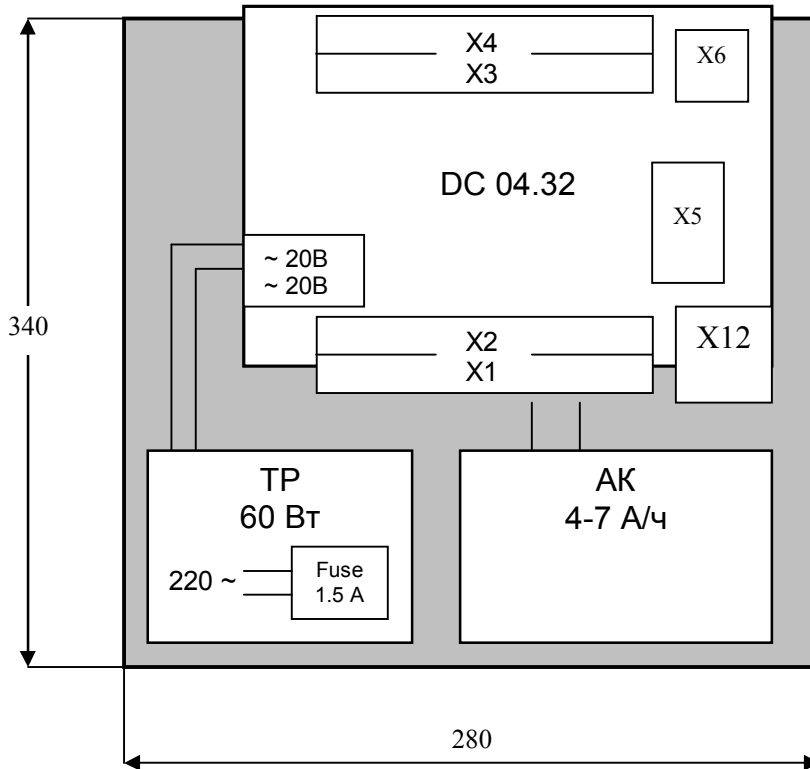 X4
X3
X6
DC 04.32
X5
~ 20В
~ 20В
340
X2
X1
X12
ТР
60 Вт
220 ~
Fuse
1.5 A
АК
4-7 А/ч
280